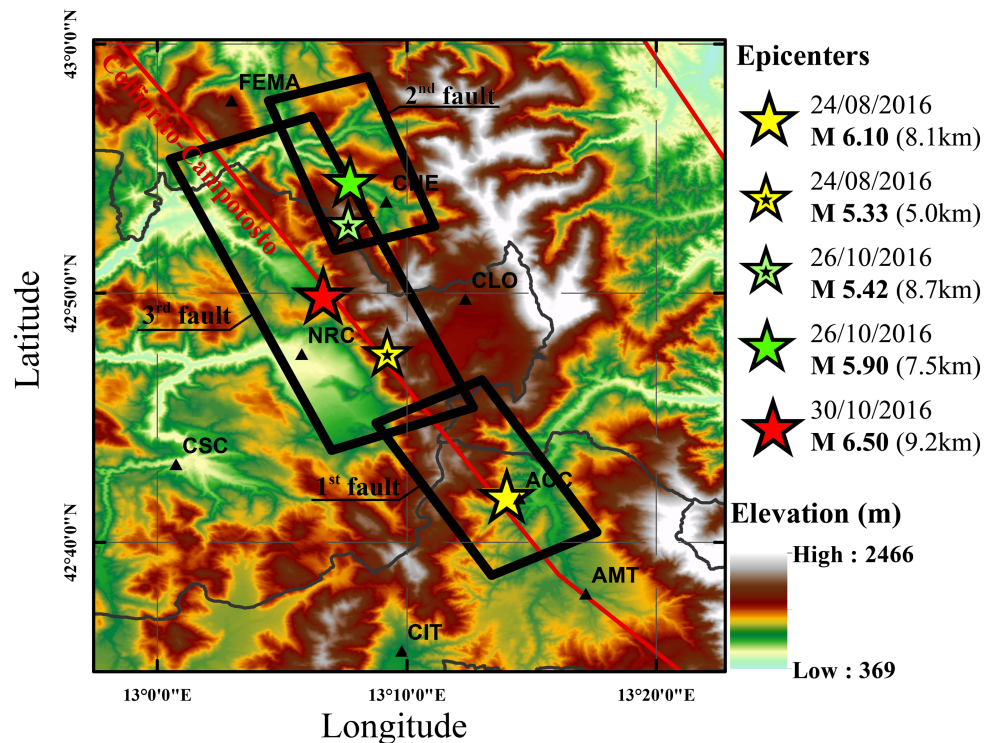 43°0'0"N
42°50'0"N
42°40'0"N
Latitude
13°0'0"E
13°10'0"E
13°20'0"E
Longitude
Colfiorito-Campotosto
FEMA
2nd fault
CNE
CLO
3rd fault
NRC
CSC
1st fault
ACC
AMT
CIT
Epicenters
24/08/2016
M 6.10 (8.1km)
24/08/2016
M 5.33 (5.0km)
26/10/2016
M 5.42 (8.7km)
26/10/2016
M 5.90 (7.5km)
30/10/2016
M 6.50 (9.2km)
Elevation (m)
High : 2466
Low : 369